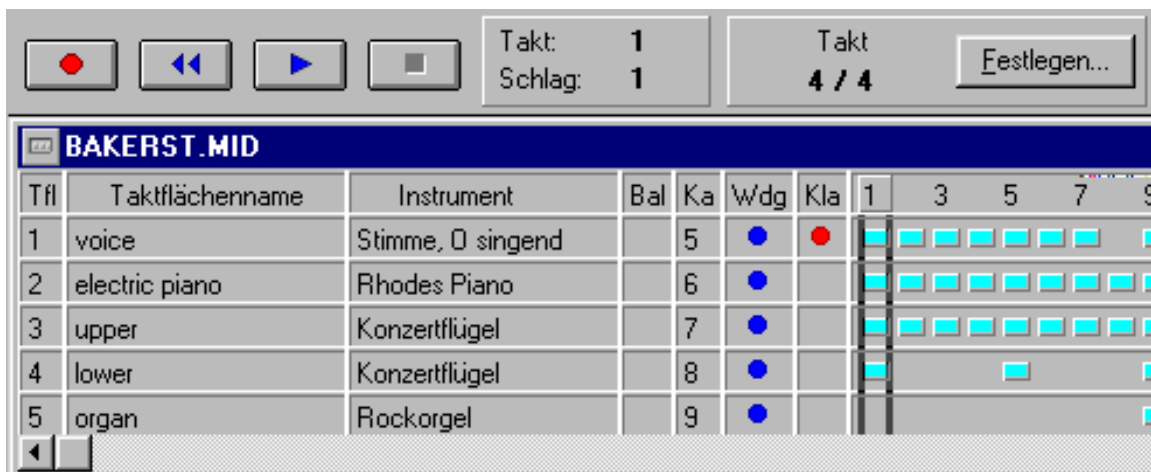 Takt: 1 Takt
Schlag: 1 4 / 4 Festlegen...
BAKERST.MID
Tfl Taktflächenname Instrument Bal Ka Wdg Kla 1 3 5 7 9
1 voice Stimme, O singend 5
2 electric piano Rhodes Piano 6
3 upper Konzertflügel 7
4 lower Konzertflügel 8
5 organ Rockorgel 9